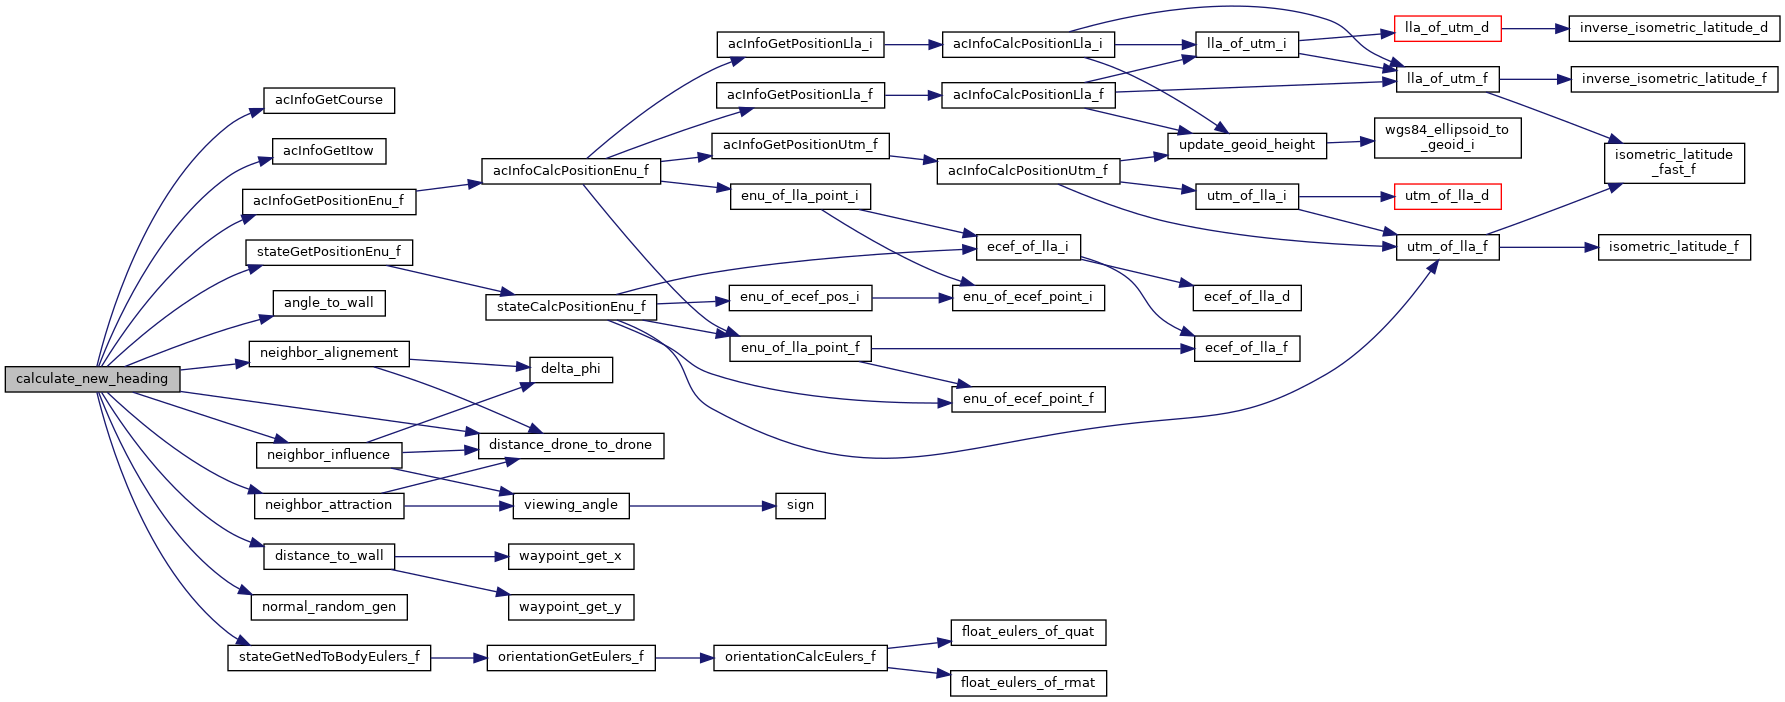 calculate_new_heading
acInfoGetCourse
acInfoGetItow
acInfoGetPositionEnu_f
stateGetPositionEnu_f
angle_to_wall
neighbor_alignement
neighbor_influence
neighbor_attraction
distance_to_wall
normal_random_gen
stateGetNedToBodyEulers_f
acInfoCalcPositionEnu_f
stateCalcPositionEnu_f
delta_phi
distance_drone_to_drone
viewing_angle
waypoint_get_x
waypoint_get_y
orientationGetEulers_f
acInfoGetPositionLla_i
acInfoGetPositionLla_f
acInfoGetPositionUtm_f
enu_of_lla_point_i
enu_of_ecef_pos_i
enu_of_lla_point_f
sign
orientationCalcEulers_f
acInfoCalcPositionLla_i
acInfoCalcPositionLla_f
acInfoCalcPositionUtm_f
ecef_of_lla_i
enu_of_ecef_point_i
enu_of_ecef_point_f
float_eulers_of_quat
float_eulers_of_rmat
lla_of_utm_i
update_geoid_height
utm_of_lla_i
ecef_of_lla_d
ecef_of_lla_f
lla_of_utm_d
lla_of_utm_f
wgs84_ellipsoid_to
_geoid_i
utm_of_lla_d
utm_of_lla_f
inverse_isometric_latitude_d
inverse_isometric_latitude_f
isometric_latitude
_fast_f
isometric_latitude_f